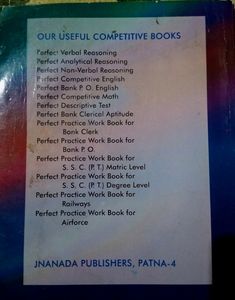 OUR USEFUL COMPETITIVE BOOKS
Perfect Verbal Reasoning
Perfect Analytical Reasoning
Perfect Non-Verbal Reasoning
Perfect Competitive English
Perfect Bank P. O. English
Perfect Competitive Math
Perfect Descriptive Test
Perfect Bank Clericel Aptitude
Perfect Practice Work Book for
Bank Clerk
Perfect Practice Work Book for
Bank P. O.
Perfect Practice Work Book for
S. S. C. (P. T.) Matric Level
Perfect Practice Work Book for
S. S. C. (P. T.) Degree Level
Perfect Practice Work Book for
Railways
Perfect Practice Work Book for
Airforce
JNANADA PUBLISHERS, PATNA-4